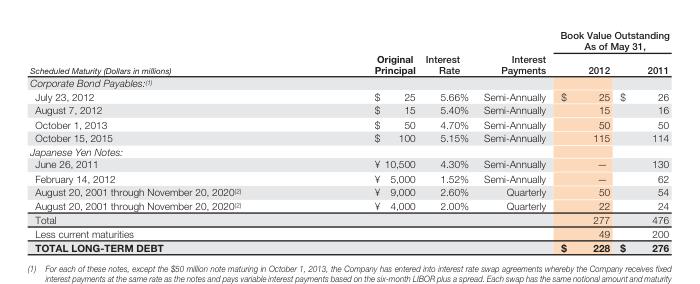 Book Value Outstanding
As of May 31,
Scheduled Maturity (Dollars in millions) Original Principal Interest Rate Interest Payments 2012 2011
Corporate Bond Payables:(1)
July 23, 2012 $ 25 5.66% Semi-Annually $ 25 $ 26
August 7, 2012 $ 15 5.40% Semi-Annually 15 16
October 1, 2013 $ 50 4.70% Semi-Annually 50 50
October 15, 2015 $ 100 5.15% Semi-Annually 115 114
Japanese Yen Notes:
June 26, 2011 ¥ 10,500 4.30% Semi-Annually — 130
February 14, 2012 ¥ 5,000 1.52% Semi-Annually — 62
August 20, 2001 through November 20, 2020(2) ¥ 9,000 2.60% Quarterly 50 54
August 20, 2001 through November 20, 2020(2) ¥ 4,000 2.00% Quarterly 22 24
Total 277 476
Less current maturities 49 200
TOTAL LONG-TERM DEBT $ 228 $ 276
(1) For each of these notes, except the $50 million note maturing in October 1, 2013, the Company has entered into interest rate swap agreements whereby the Company receives fixed
interest payments at the same rate as the notes and pays variable interest payments based on the six-month LIBOR plus a spread. Each swap has the same notional amount and maturity